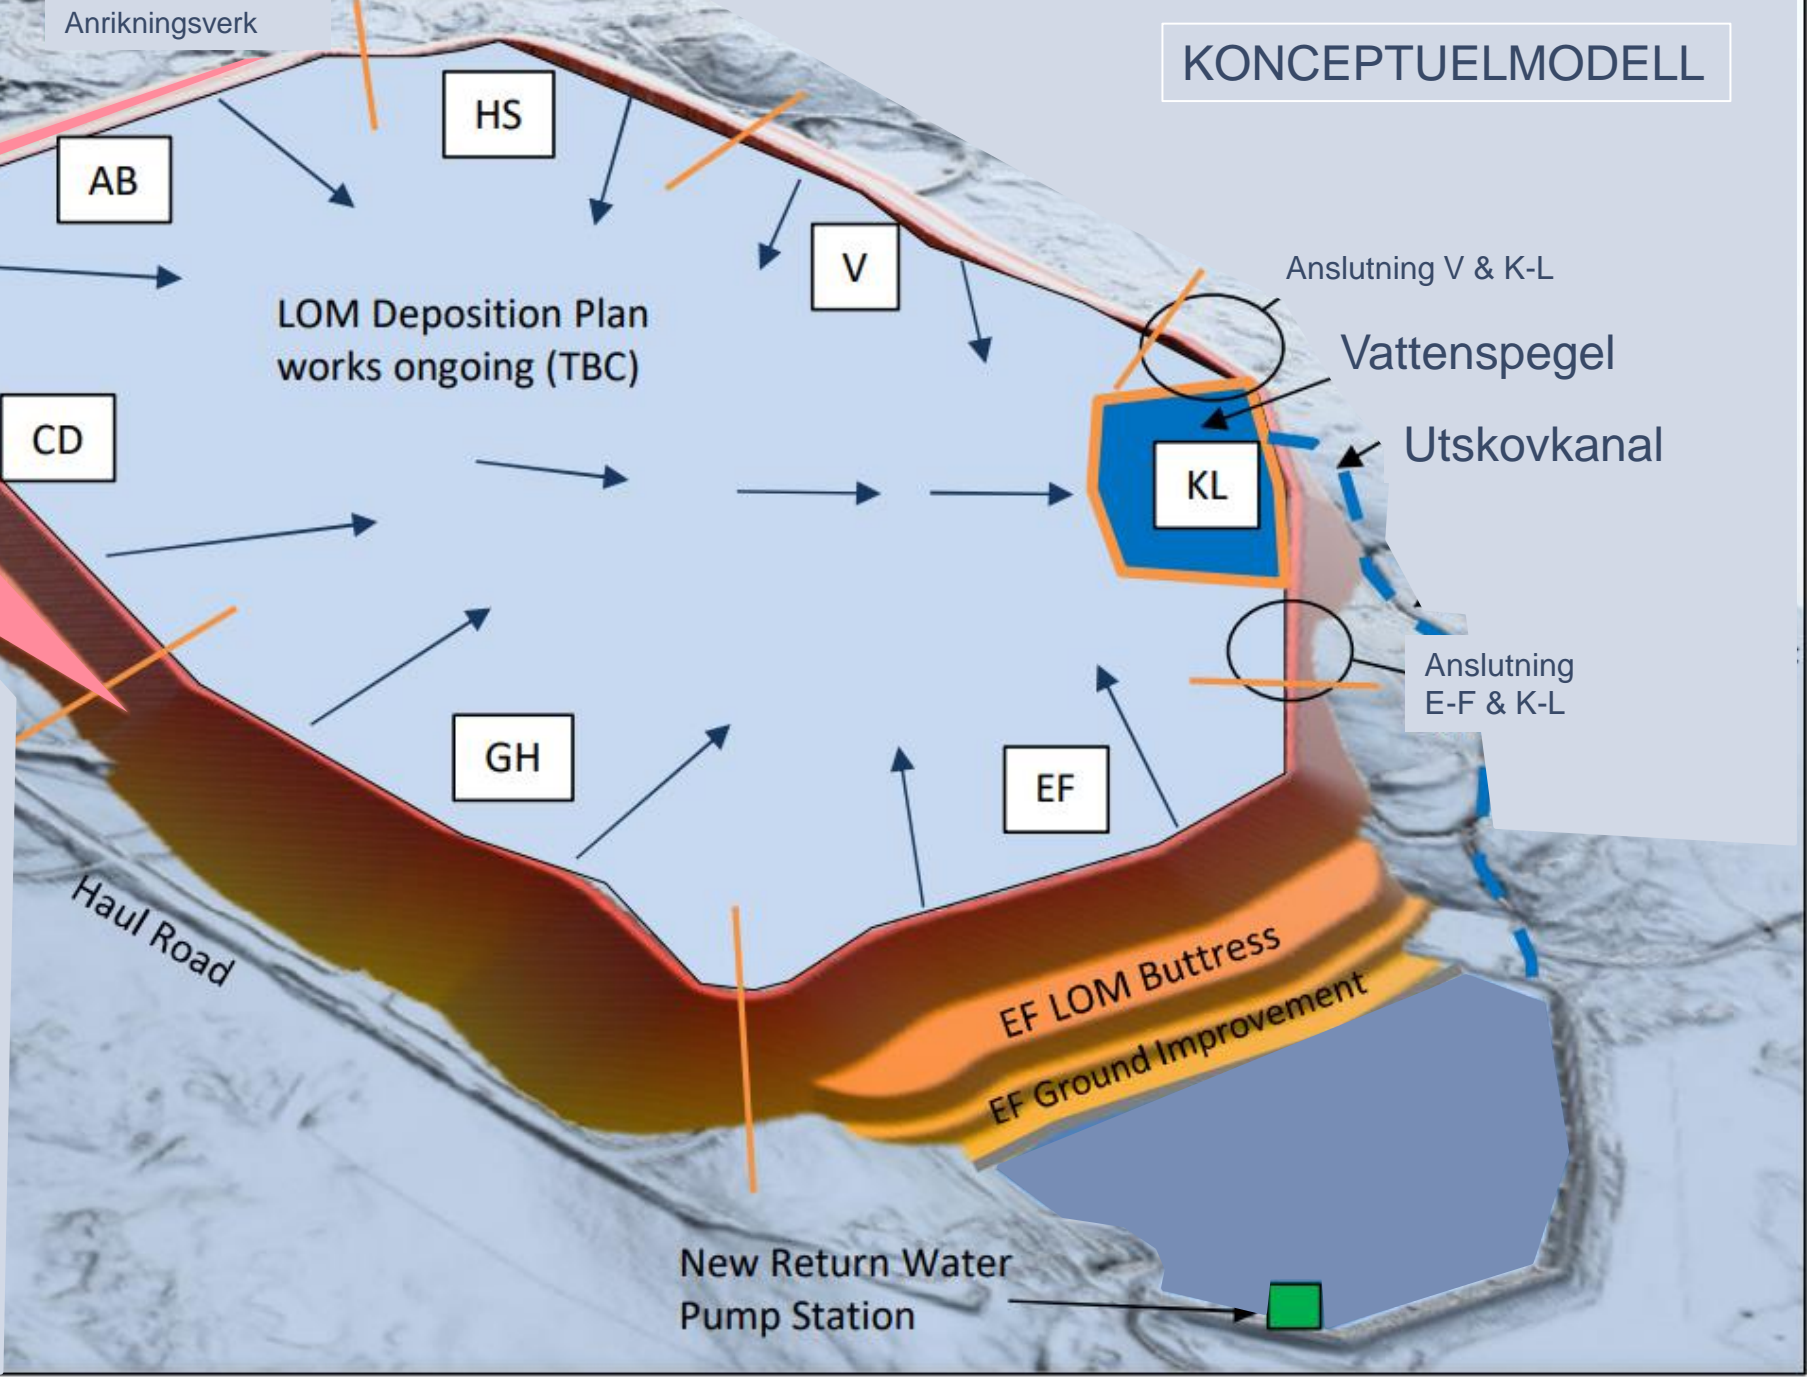 Anrikningsverk
KONCEPTUELMODELL
HS
AB
V
Anslutning V & K-L
LOM Deposition Plan
works ongoing (TBC)
Vattenspegel
CD
Utskovkanal
KL
Anslutning
E-F & K-L
GH
EF
Haul Road
EF LOM Buttress
EF Ground Improvement
New Return Water
Pump Station